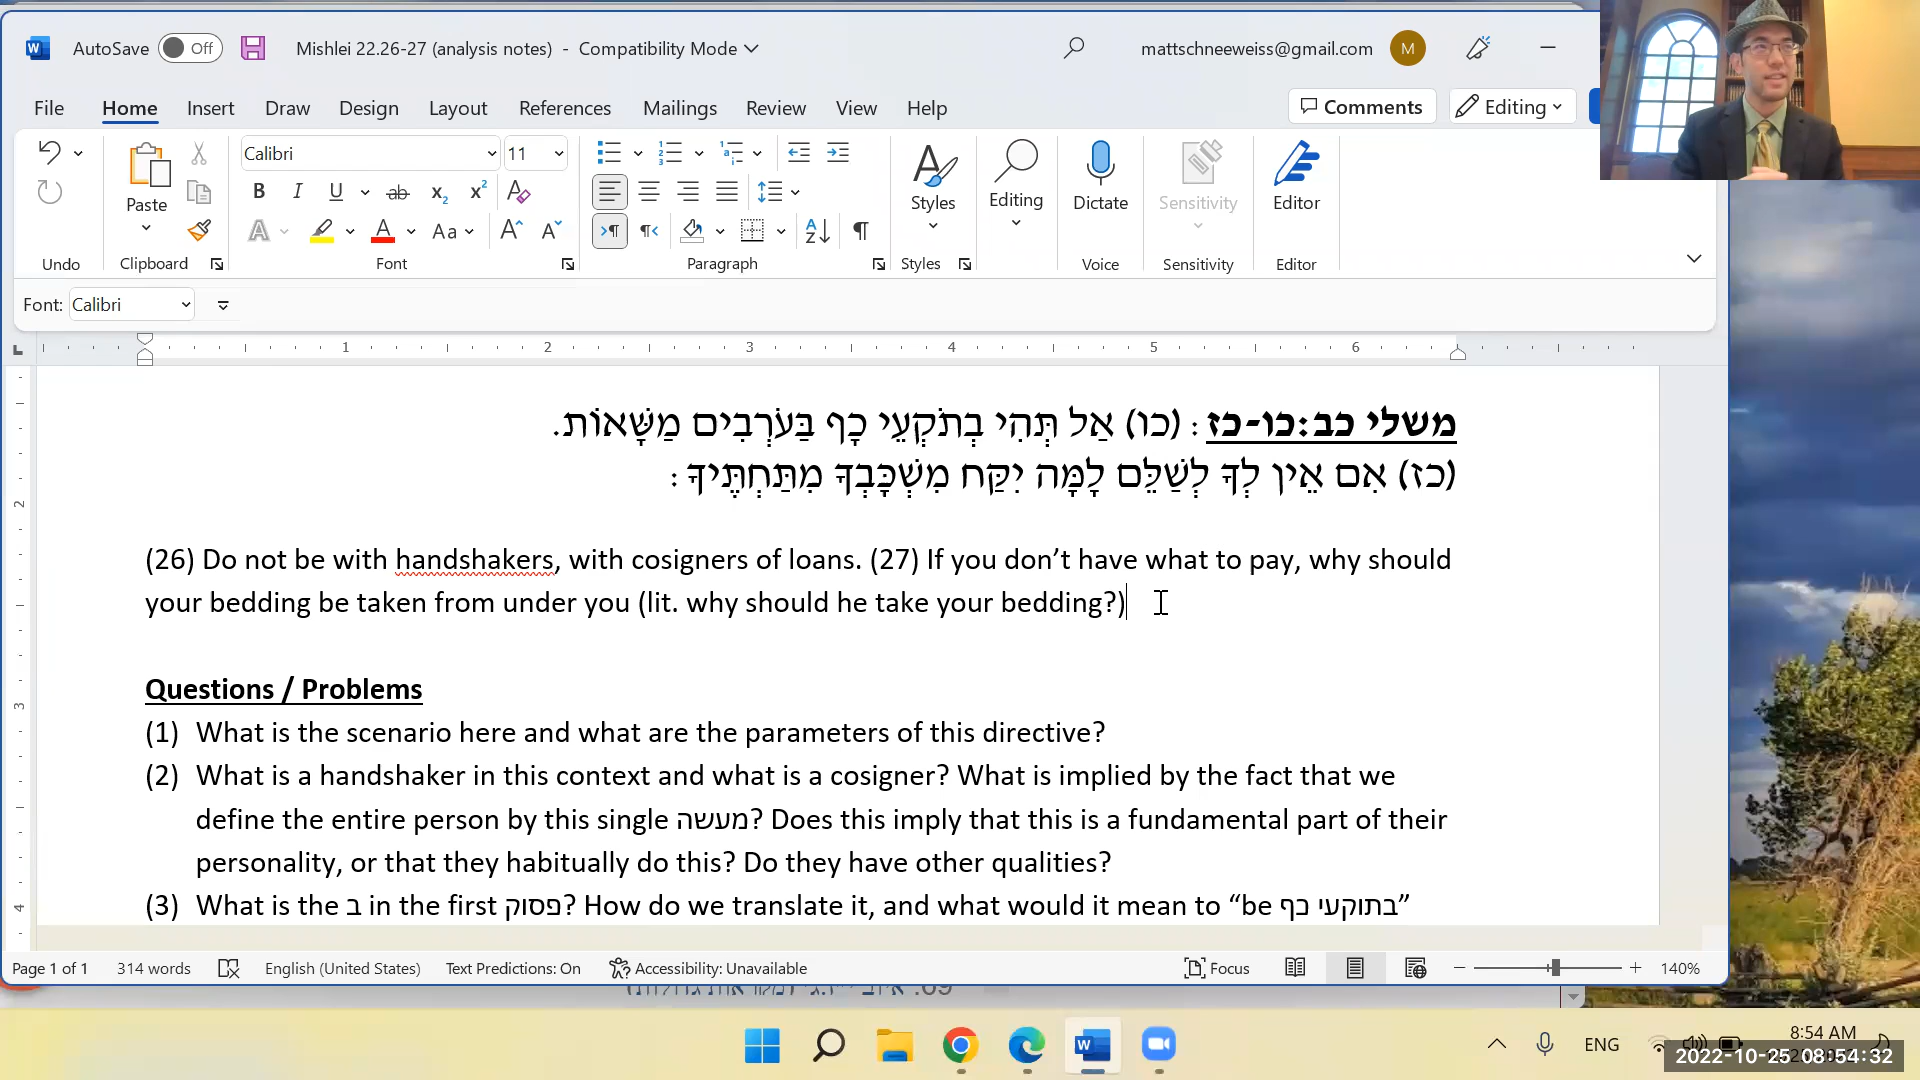 AutoSave Off Mishlei 22.26-27 (analysis notes) - Compatibility Mode mattschneeweiss@gmail.com M
File Home Insert Draw Design Layout References Mailings Review View Help Comments Editing
Calibri 11
Paste Styles Editing Dictate Sensitivity Editor
Undo Clipboard Font Paragraph Styles Voice Sensitivity Editor
Font: Calibri
1 2 3 4 5 6
משלי כב:כו-כז: (כו) אַל תְּהִי בְתֹקְעֵי כָף בַּעֹרְבִים מַשָּׁאוֹת.
(כז) אִם אֵין לְךָ לְשַׁלֵּם לָמָּה יִקַּח מִשְׁכָּבְךָ מִתַּחְתֶּיךָ:
(26) Do not be with handshakers, with cosigners of loans. (27) If you don’t have what to pay, why should
your bedding be taken from under you (lit. why should he take your bedding?)
Questions / Problems
(1) What is the scenario here and what are the parameters of this directive?
(2) What is a handshaker in this context and what is a cosigner? What is implied by the fact that we
define the entire person by this single מעשה? Does this imply that this is a fundamental part of their
personality, or that they habitually do this? Do they have other qualities?
(3) What is the ב in the first פסוק? How do we translate it, and what would it mean to “be בתוקעי כף”
Page 1 of 1 314 words English (United States) Text Predictions: On Accessibility: Unavailable Focus 140%
ENG 8:54 AM
2022-10-25 08:54:32